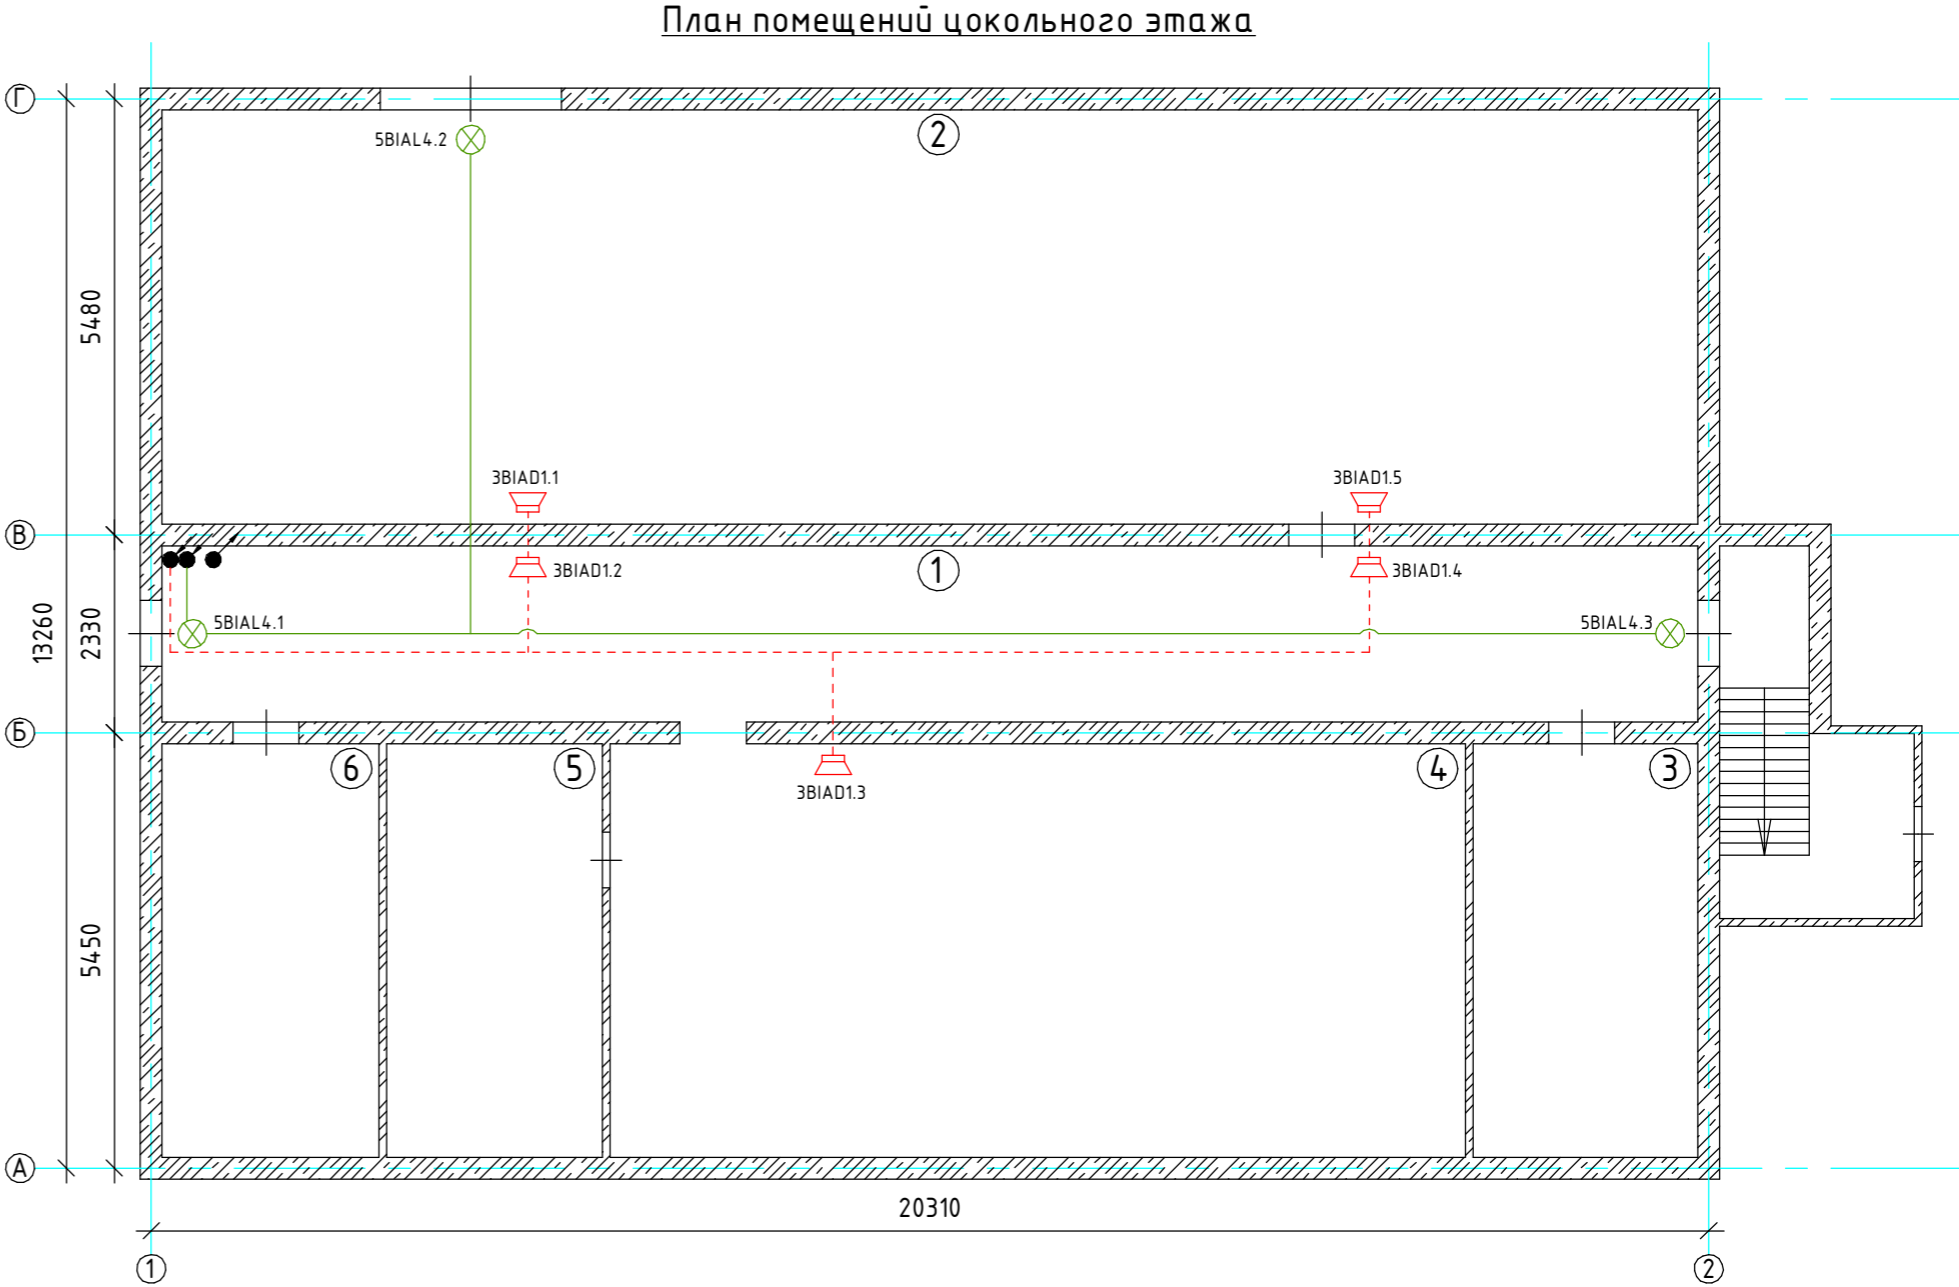 План помещений цокольного этажа
Г
5BIAL4.2
2
5480
3BIAD1.1
3BIAD1.5
В
3BIAD1.2
1
3BIAD1.4
13260
2330
5BIAL4.1
5BIAL4.3
Б
6
5
3BIAD1.3
4
3
5450
А
20310
1
2